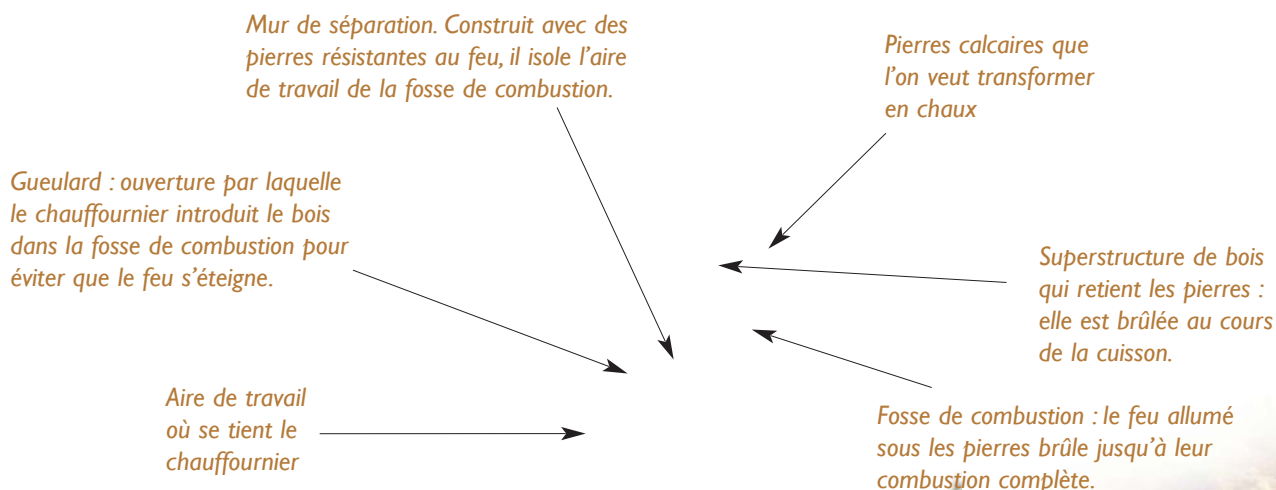 Mur de séparation. Construit avec des
pierres résistantes au feu, il isole l'aire
de travail de la fosse de combustion.
Pierres calcaires que
l'on veut transformer
en chaux
Gueulard : ouverture par laquelle
le chauffournier introduit le bois
dans la fosse de combustion pour
éviter que le feu s'éteigne.
Superstructure de bois
qui retient les pierres :
elle est brûlée au cours
de la cuisson.
Aire de travail
où se tient le
chauffournier
Fosse de combustion : le feu allumé
sous les pierres brûle jusqu'à leur
combustion complète.